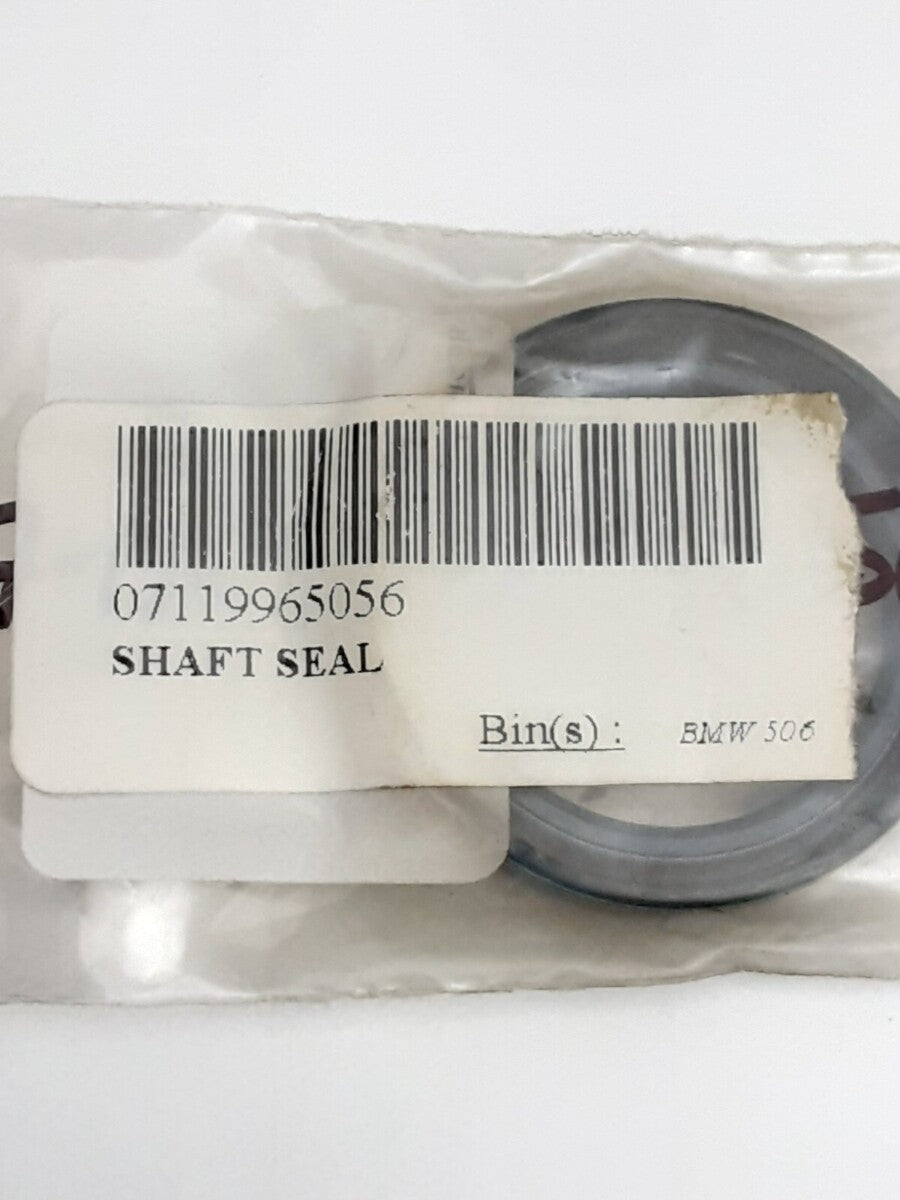 07119965056
SHAFT SEAL
Bin(s) : BMW 506